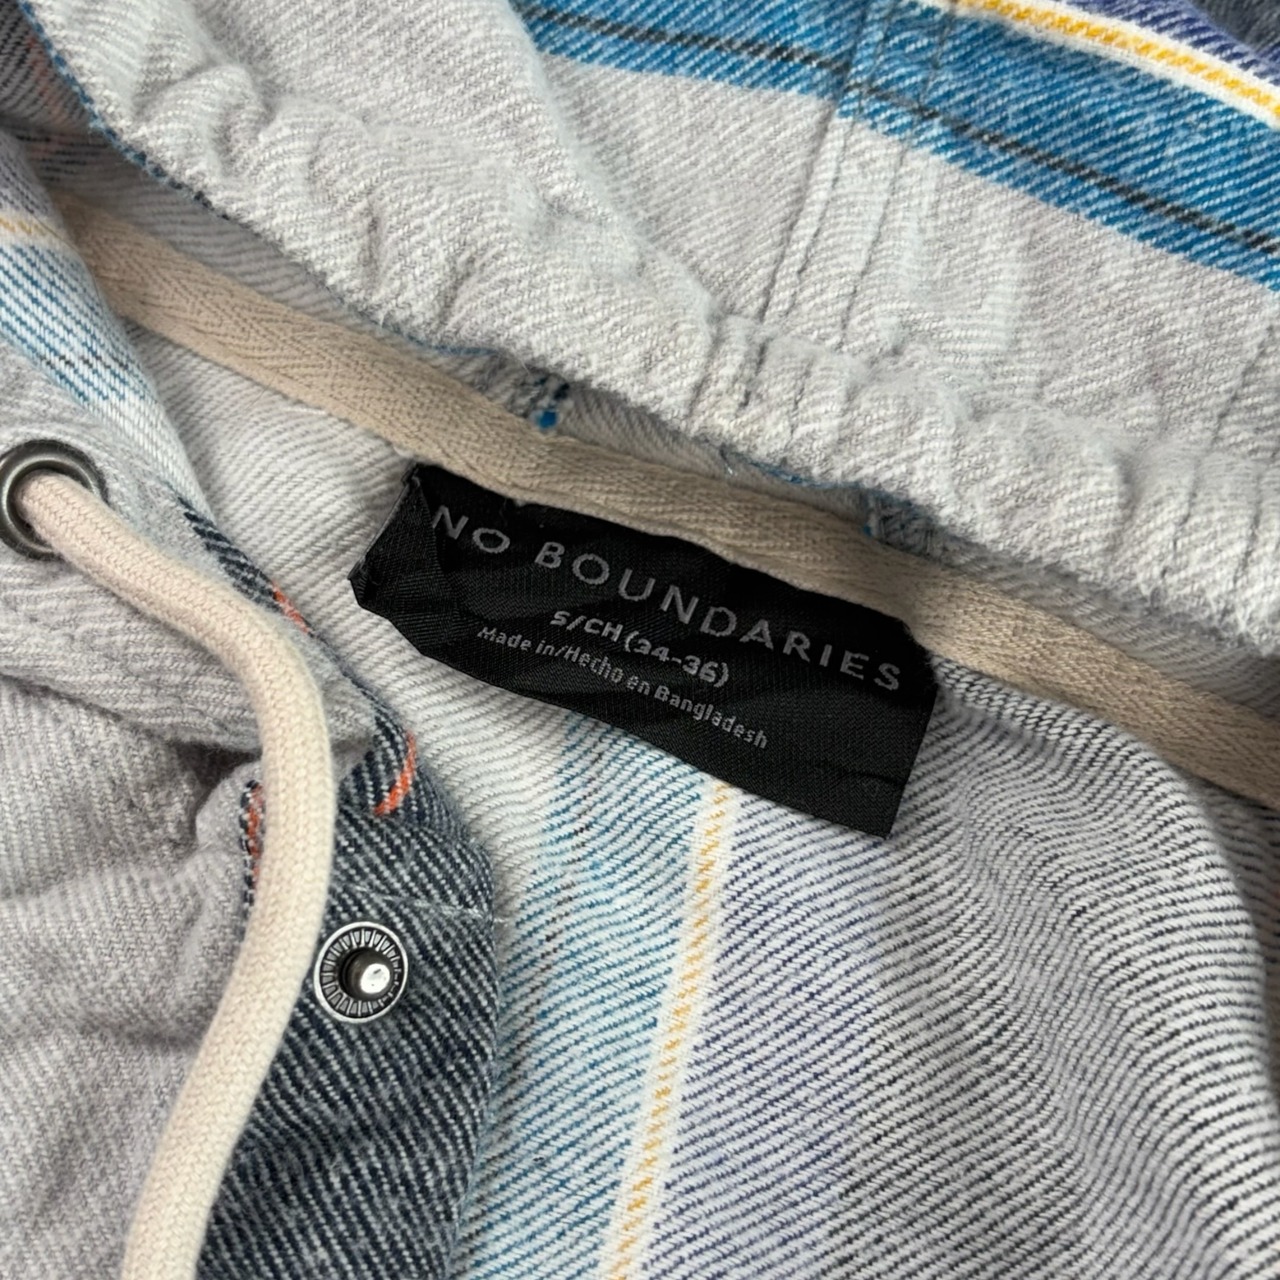 NO BOUNDARIES
S/CH (34-36)
Made in/Hecho en Bangladesh